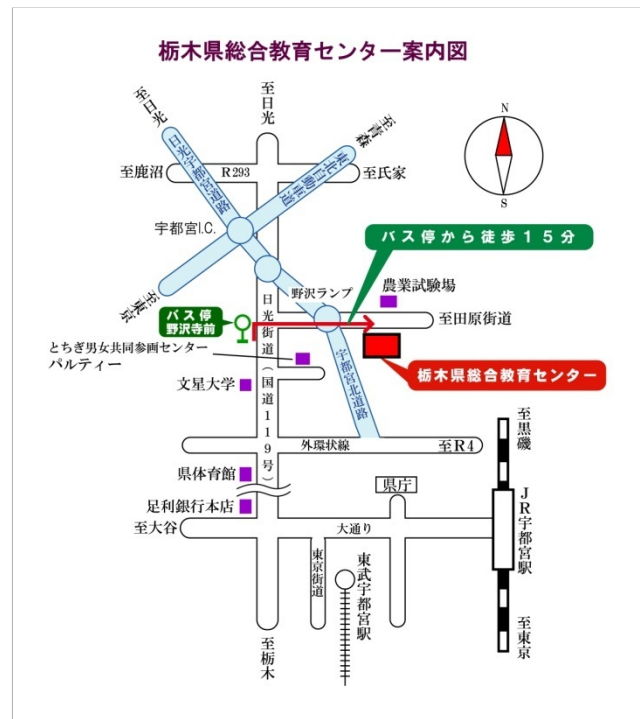 栃木県総合教育センター案内図
至日光
至日光
至青森
日光宇都宮道路
東北自動車道
至鹿沼
R293
至氏家
N
S
宇都宮I.C.
バス停から徒歩15分
至東京
野沢ランプ
農業試験場
バス停
野沢寺前
至田原街道
とちぎ男女共同参画センター
パルティー
日光街道(国道119号)
宇都宮北道路
栃木県総合教育センター
文星大学
外環状線
至R4
至黒磯
県体育館
県庁
足利銀行本店
JR宇都宮駅
至大谷
大通り
東京街道
東武宇都宮駅
至栃木
至東京